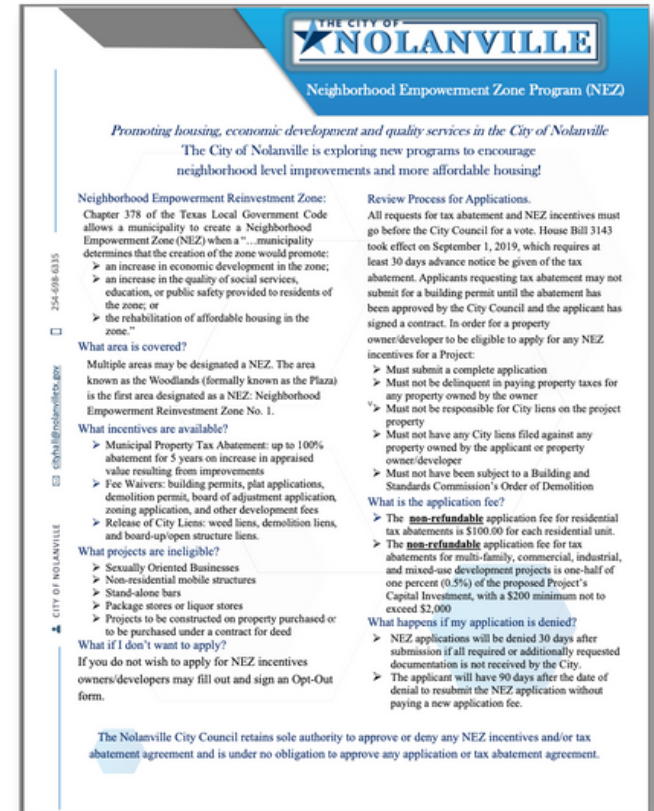 THE CITY OF
NOLANVILLE
Neighborhood Empowerment Zone Program (NEZ)
Promoting housing, economic development and quality services in the City of Nolanville
The City of Nolanville is exploring new programs to encourage
neighborhood level improvements and more affordable housing!
Neighborhood Empowerment Reinvestment Zone:
Chapter 378 of the Texas Local Government Code
allows a municipality to create a Neighborhood
Empowerment Zone (NEZ) when a "…municipality
determines that the creation of the zone would promote:
➤ an increase in economic development in the zone;
➤ an increase in the quality of social services,
education, or public safety provided to residents of
the zone; or
➤ the rehabilitation of affordable housing in the
zone."
What area is covered?
Multiple areas may be designated a NEZ. The area
known as the Woodlands (formally known as the Plaza)
is the first area designated as a NEZ: Neighborhood
Empowerment Reinvestment Zone No. 1.
What incentives are available?
➤ Municipal Property Tax Abatement: up to 100%
abatement for 5 years on increase in appraised
value resulting from improvements
➤ Fee Waivers: building permits, plat applications,
demolition permit, board of adjustment application,
zoning application, and other development fees
➤ Release of City Liens: weed liens, demolition liens,
and board-up/open structure liens.
What projects are ineligible?
➤ Sexually Oriented Businesses
➤ Non-residential mobile structures
➤ Stand-alone bars
➤ Package stores or liquor stores
➤ Projects to be constructed on property purchased or
to be purchased under a contract for deed
What if I don't want to apply?
If you do not wish to apply for NEZ incentives
owners/developers may fill out and sign an Opt-Out
form.
Review Process for Applications.
All requests for tax abatement and NEZ incentives must
go before the City Council for a vote. House Bill 3143
took effect on September 1, 2019, which requires at
least 30 days advance notice be given of the tax
abatement. Applicants requesting tax abatement may not
submit for a building permit until the abatement has
been approved by the City Council and the applicant has
signed a contract. In order for a property
owner/developer to be eligible to apply for any NEZ
incentives for a Project:
➤ Must submit a complete application
➤ Must not be delinquent in paying property taxes for
any property owned by the owner
➤ Must not be responsible for City liens on the project
property
➤ Must not have any City liens filed against any
property owned by the applicant or property
owner/developer
➤ Must not have been subject to a Building and
Standards Commission's Order of Demolition
What is the application fee?
➤ The non-refundable application fee for residential
tax abatements is $100.00 for each residential unit.
➤ The non-refundable application fee for tax
abatements for multi-family, commercial, industrial,
and mixed-use development projects is one-half of
one percent (0.5%) of the proposed Project's
Capital Investment, with a $200 minimum not to
exceed $2,000
What happens if my application is denied?
➤ NEZ applications will be denied 30 days after
submission if all required or additionally requested
documentation is not received by the City.
➤ The applicant will have 90 days after the date of
denial to resubmit the NEZ application without
paying a new application fee.
The Nolanville City Council retains sole authority to approve or deny any NEZ incentives and/or tax
abatement agreement and is under no obligation to approve any application or tax abatement agreement.
CITY OF NOLANVILLE
cityhall@nolanvilletx.gov
254-698-6335